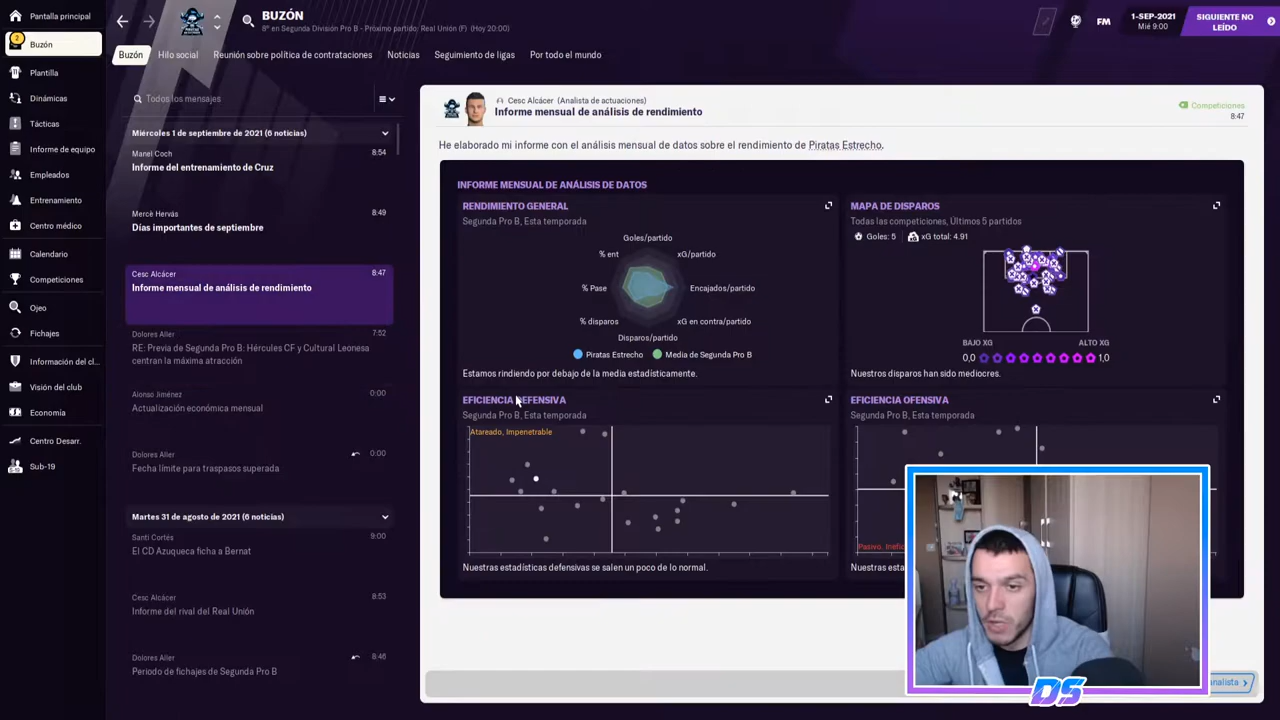 Pantalla principal
2
Buzón
Plantilla
Dinámicas
Tácticas
Informe de equipo
Empleados
Entrenamiento
Centro médico
Calendario
Competiciones
Ojeo
Fichajes
Información del cl...
Visión del club
Economía
Centro Desarr.
Sub-19
BUZÓN
8º en Segunda División Pro B - Próximo partido: Real Unión (F) (Hoy 20:00)
FM
1-SEP-2021
Mié 9:00
SIGUIENTE NO LEÍDO
Buzón
Hilo social
Reunión sobre política de contrataciones
Noticias
Seguimiento de ligas
Por todo el mundo
Todos los mensajes
Miércoles 1 de septiembre de 2021 (6 noticias)
Manel Coch 8:54
Informe del entrenamiento de Cruz
Mercè Hervás 8:49
Días importantes de septiembre
Cesc Alcácer 8:47
Informe mensual de análisis de rendimiento
Dolores Aller 7:52
RE: Previa de Segunda Pro B: Hércules CF y Cultural Leonesa
centran la máxima atracción
Alonso Jiménez 0:00
Actualización económica mensual
Dolores Aller 0:00
Fecha límite para traspasos superada
Martes 31 de agosto de 2021 (6 noticias)
Santi Cortés 9:00
El CD Azuqueca ficha a Bernat
Cesc Alcácer 8:53
Informe del rival del Real Unión
Dolores Aller 8:46
Periodo de fichajes de Segunda Pro B
Cesc Alcácer (Analista de actuaciones)
Informe mensual de análisis de rendimiento
Competiciones
8:47
He elaborado mi informe con el análisis mensual de datos sobre el rendimiento de Piratas Estrecho.
INFORME MENSUAL DE ANÁLISIS DE DATOS
RENDIMIENTO GENERAL
Segunda Pro B, Esta temporada
Goles/partido
% ent
xG/partido
% Pase
Encajados/partido
% disparos
xG en contra/partido
Disparos/partido
Piratas Estrecho
Media de Segunda Pro B
Estamos rindiendo por debajo de la media estadísticamente.
MAPA DE DISPAROS
Todas las competiciones, Últimos 5 partidos
Goles: 5
xG total: 4.91
BAJO XG
ALTO XG
0,0
1,0
Nuestros disparos han sido mediocres.
EFICIENCIA DEFENSIVA
Segunda Pro B, Esta temporada
Atareado, Impenetrable
Nuestras estadísticas defensivas se salen un poco de lo normal.
EFICIENCIA OFENSIVA
Segunda Pro B, Esta temporada
Pasivo, Inefic
Nuestras esta
analista
DS